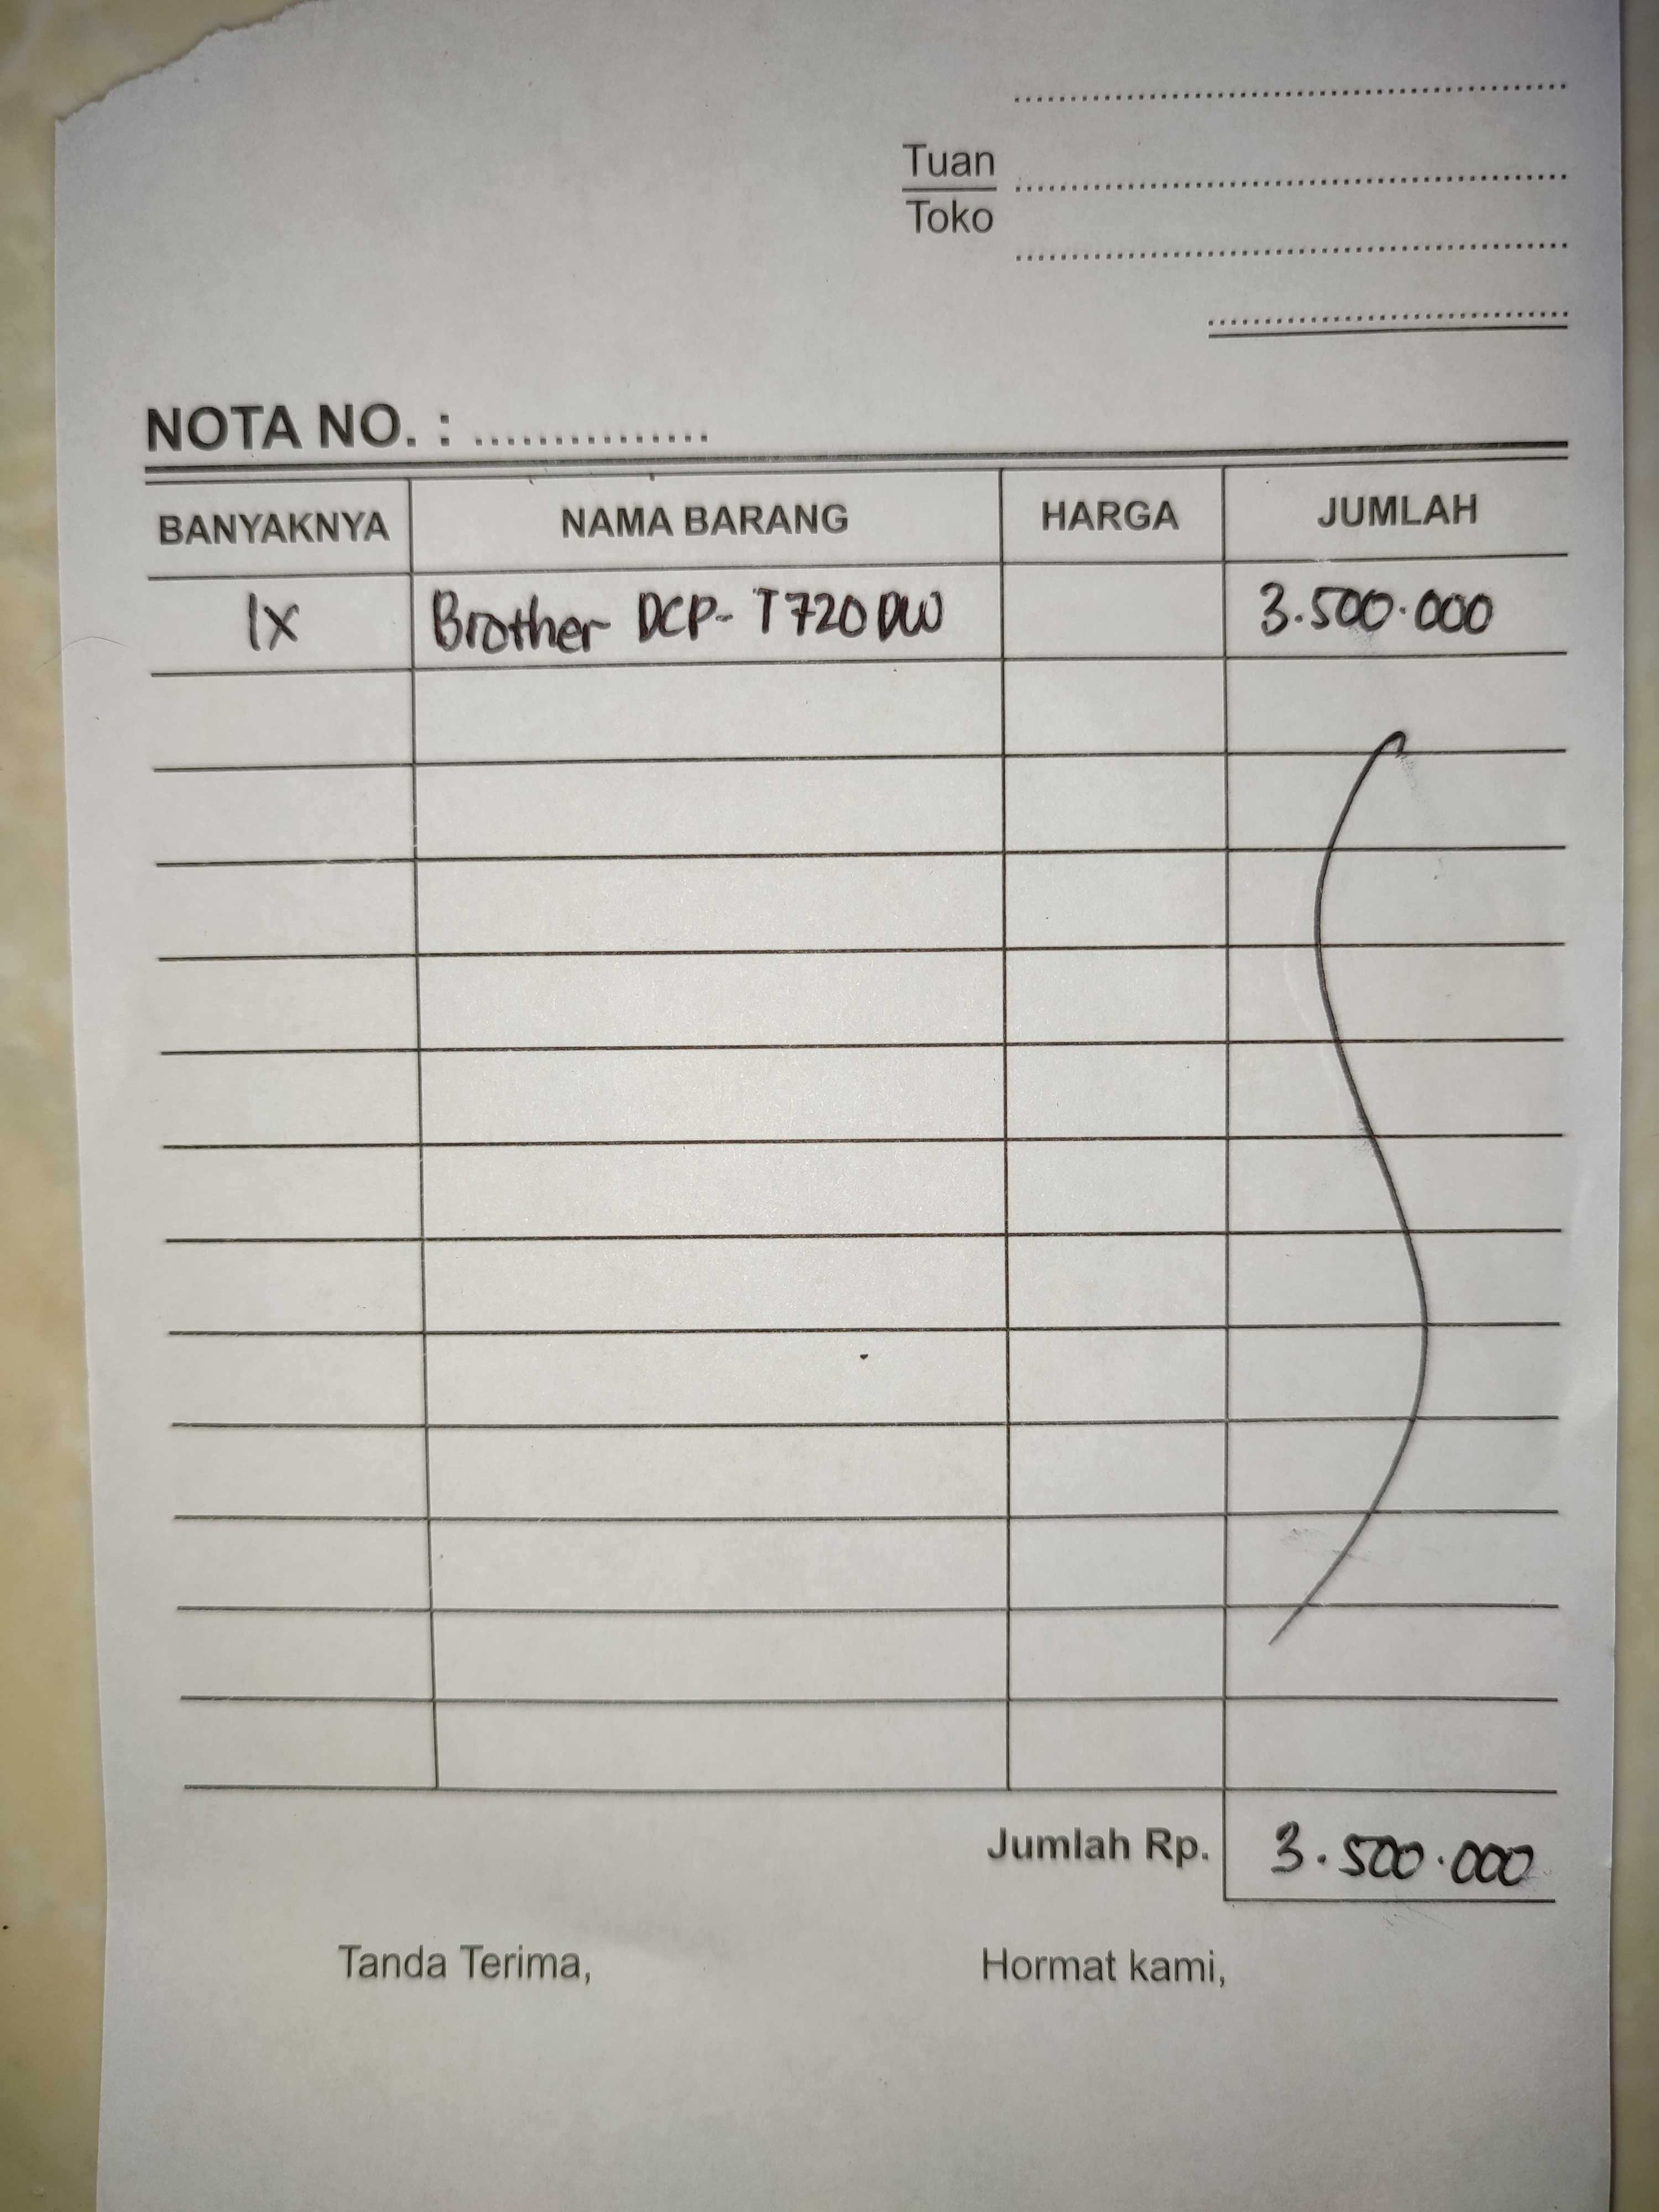 Tuan
Toko
NOTA NO. : ...............
BANYAKNYA NAMA BARANG HARGA JUMLAH
1x Brother DCP- T720DW 3.500.000
Jumlah Rp. 3.500.000
Tanda Terima, Hormat kami,